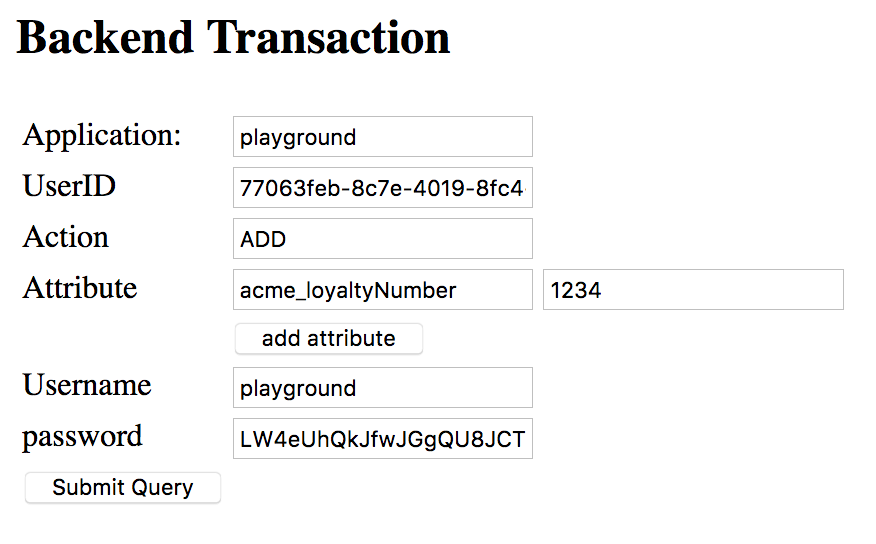 Backend Transaction
Application: playground
UserID 77063feb-8c7e-4019-8fc4-
Action ADD
Attribute acme_loyaltyNumber 1234
add attribute
Username playground
password LW4eUhQkJfwJGgQU8JCT
Submit Query